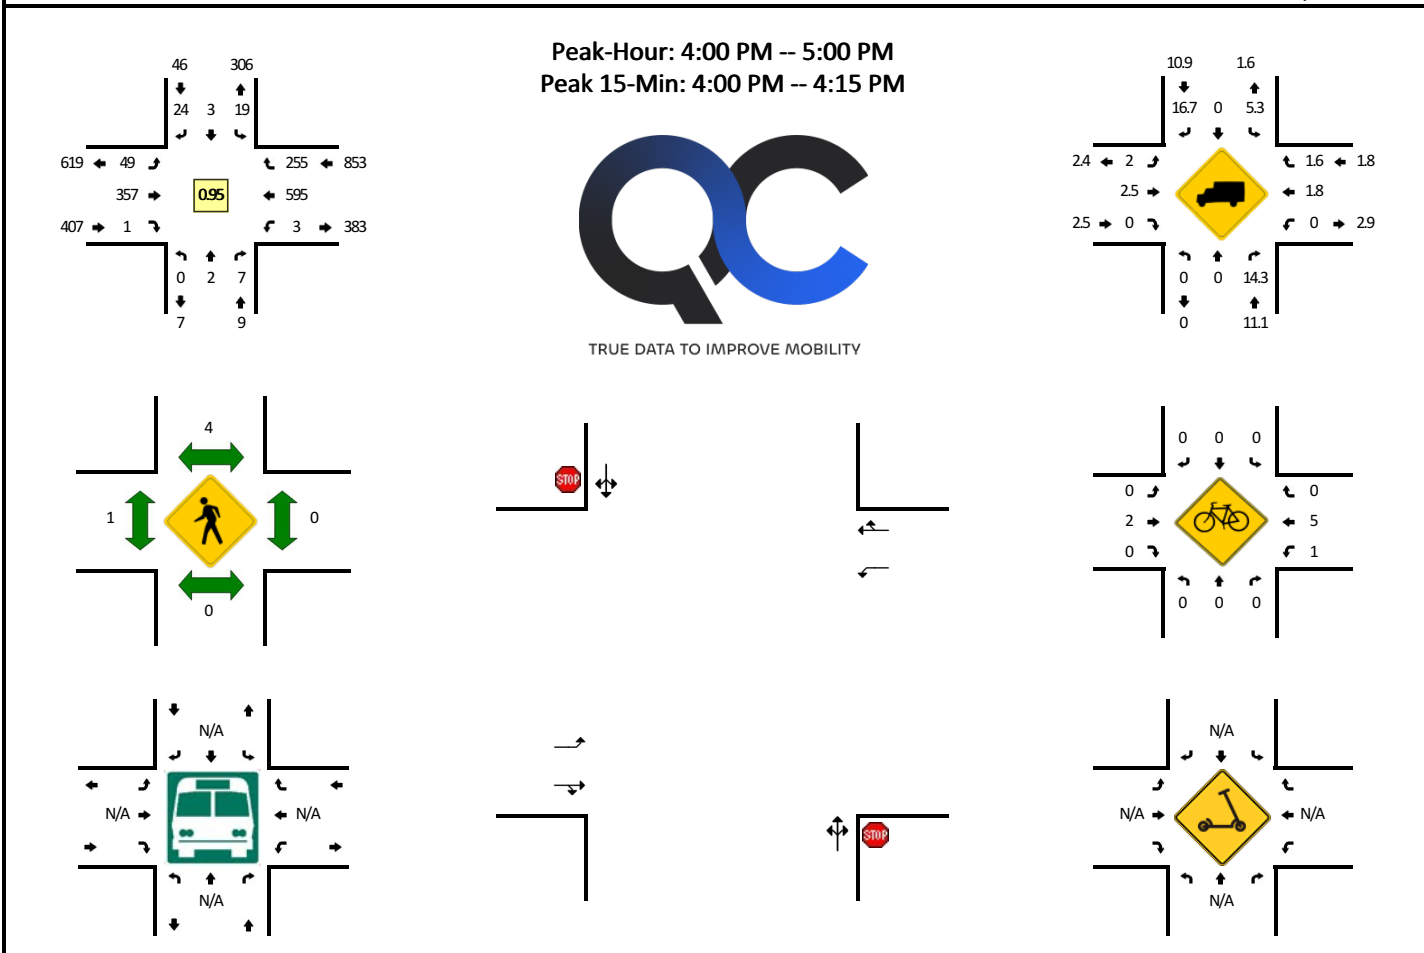 Peak-Hour: 4:00 PM -- 5:00 PM
Peak 15-Min: 4:00 PM -- 4:15 PM
46 306
24 3 19
619 49 255 853
357 0.95 595
407 1 3 383
0 2 7
7 9
TRUE DATA TO IMPROVE MOBILITY
10.9 1.6
16.7 0 5.3
2.4 2 1.6 1.8
2.5 1.8
2.5 0 0 2.9
0 0 14.3
0 11.1
4
1 0
0
STOP
STOP
0 0 0
0 0
2 5
0 1
0 0 0
N/A
N/A N/A
N/A
N/A
N/A N/A
N/A